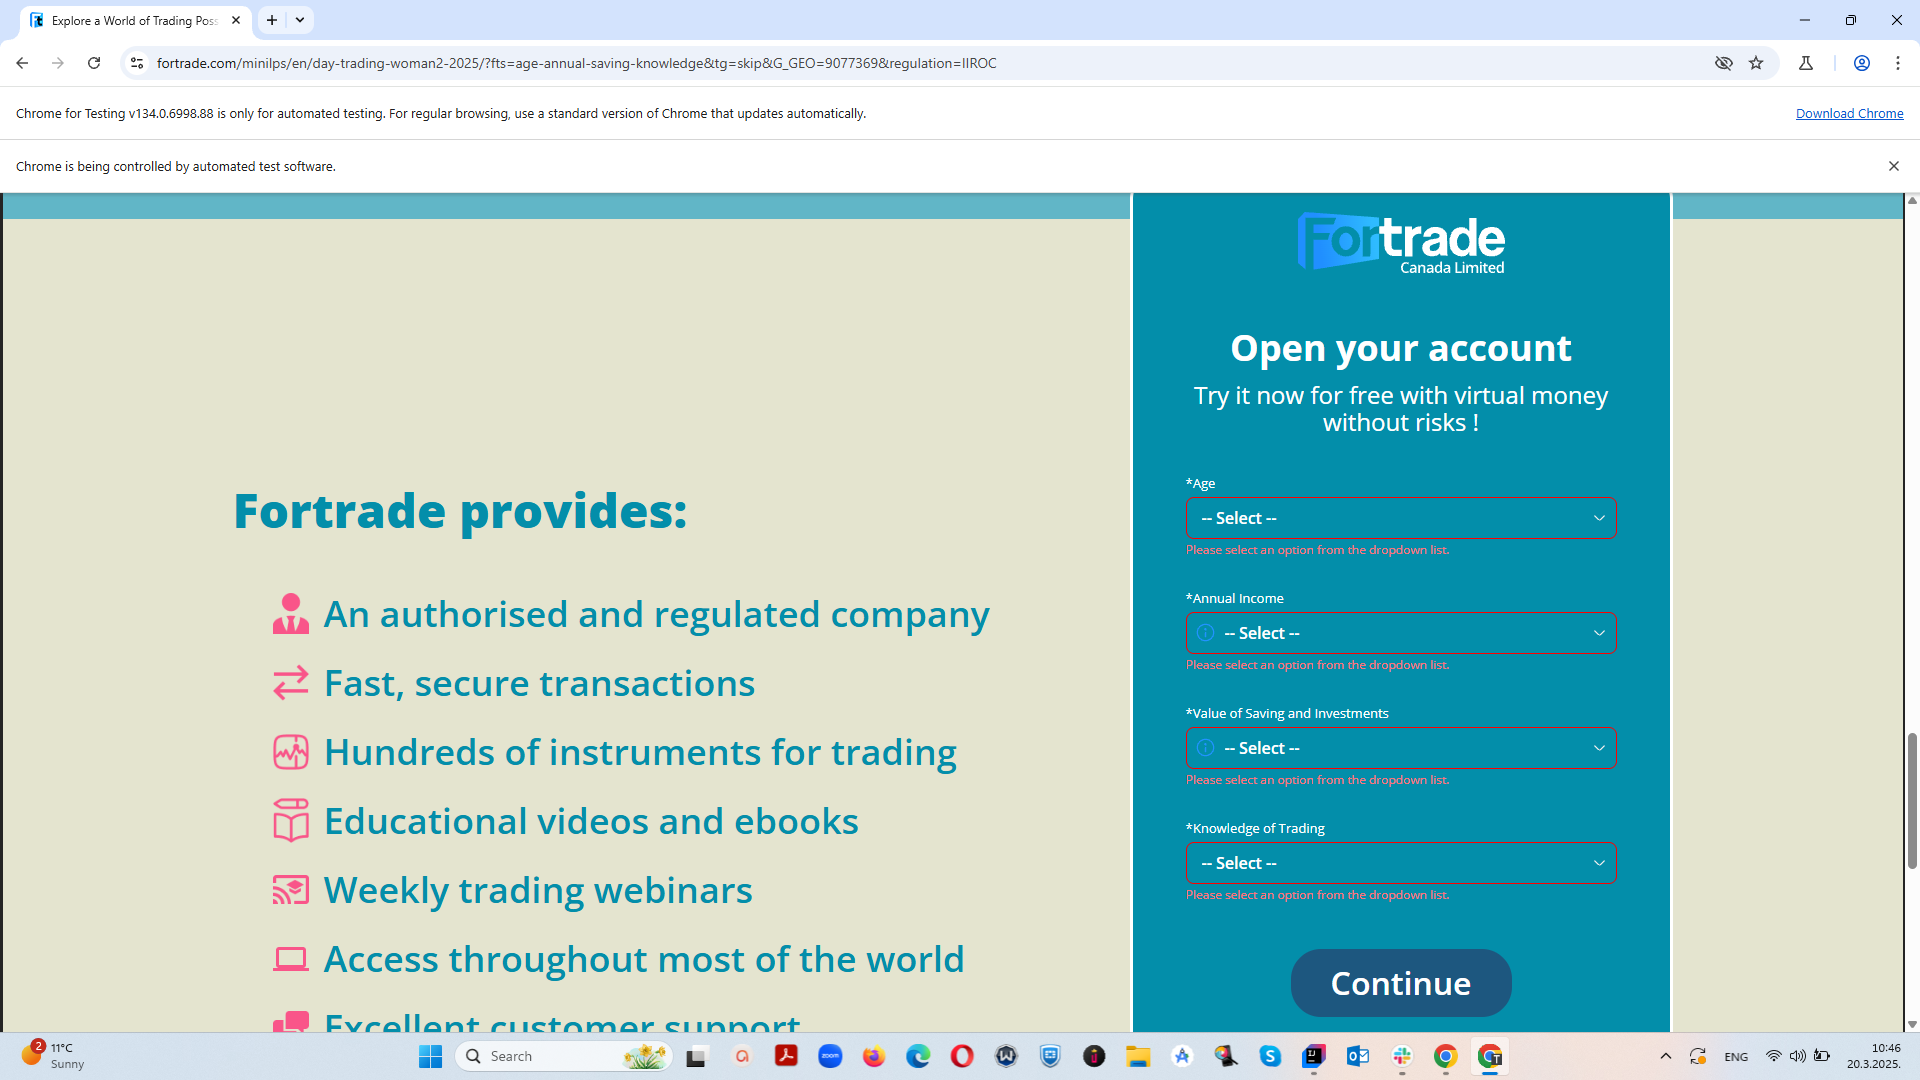 Explore a World of Trading Poss
fortrade.com/minilps/en/day-trading-woman2-2025/?fts=age-annual-saving-knowledge&tg=skip&G_GEO=9077369&regulation=IIROC
Chrome for Testing v134.0.6998.88 is only for automated testing. For regular browsing, use a standard version of Chrome that updates automatically.
Download Chrome
Chrome is being controlled by automated test software.
Fortrade
Canada Limited
Open your account
Try it now for free with virtual money
without risks !
*Age
-- Select --
Please select an option from the dropdown list.
*Annual Income
-- Select --
Please select an option from the dropdown list.
*Value of Saving and Investments
-- Select --
Please select an option from the dropdown list.
*Knowledge of Trading
-- Select --
Please select an option from the dropdown list.
Continue
Fortrade provides:
An authorised and regulated company
Fast, secure transactions
Hundreds of instruments for trading
Educational videos and ebooks
Weekly trading webinars
Access throughout most of the world
Excellent customer support
2
11°C
Sunny
Search
zoom
ENG
10:46
20.3.2025.